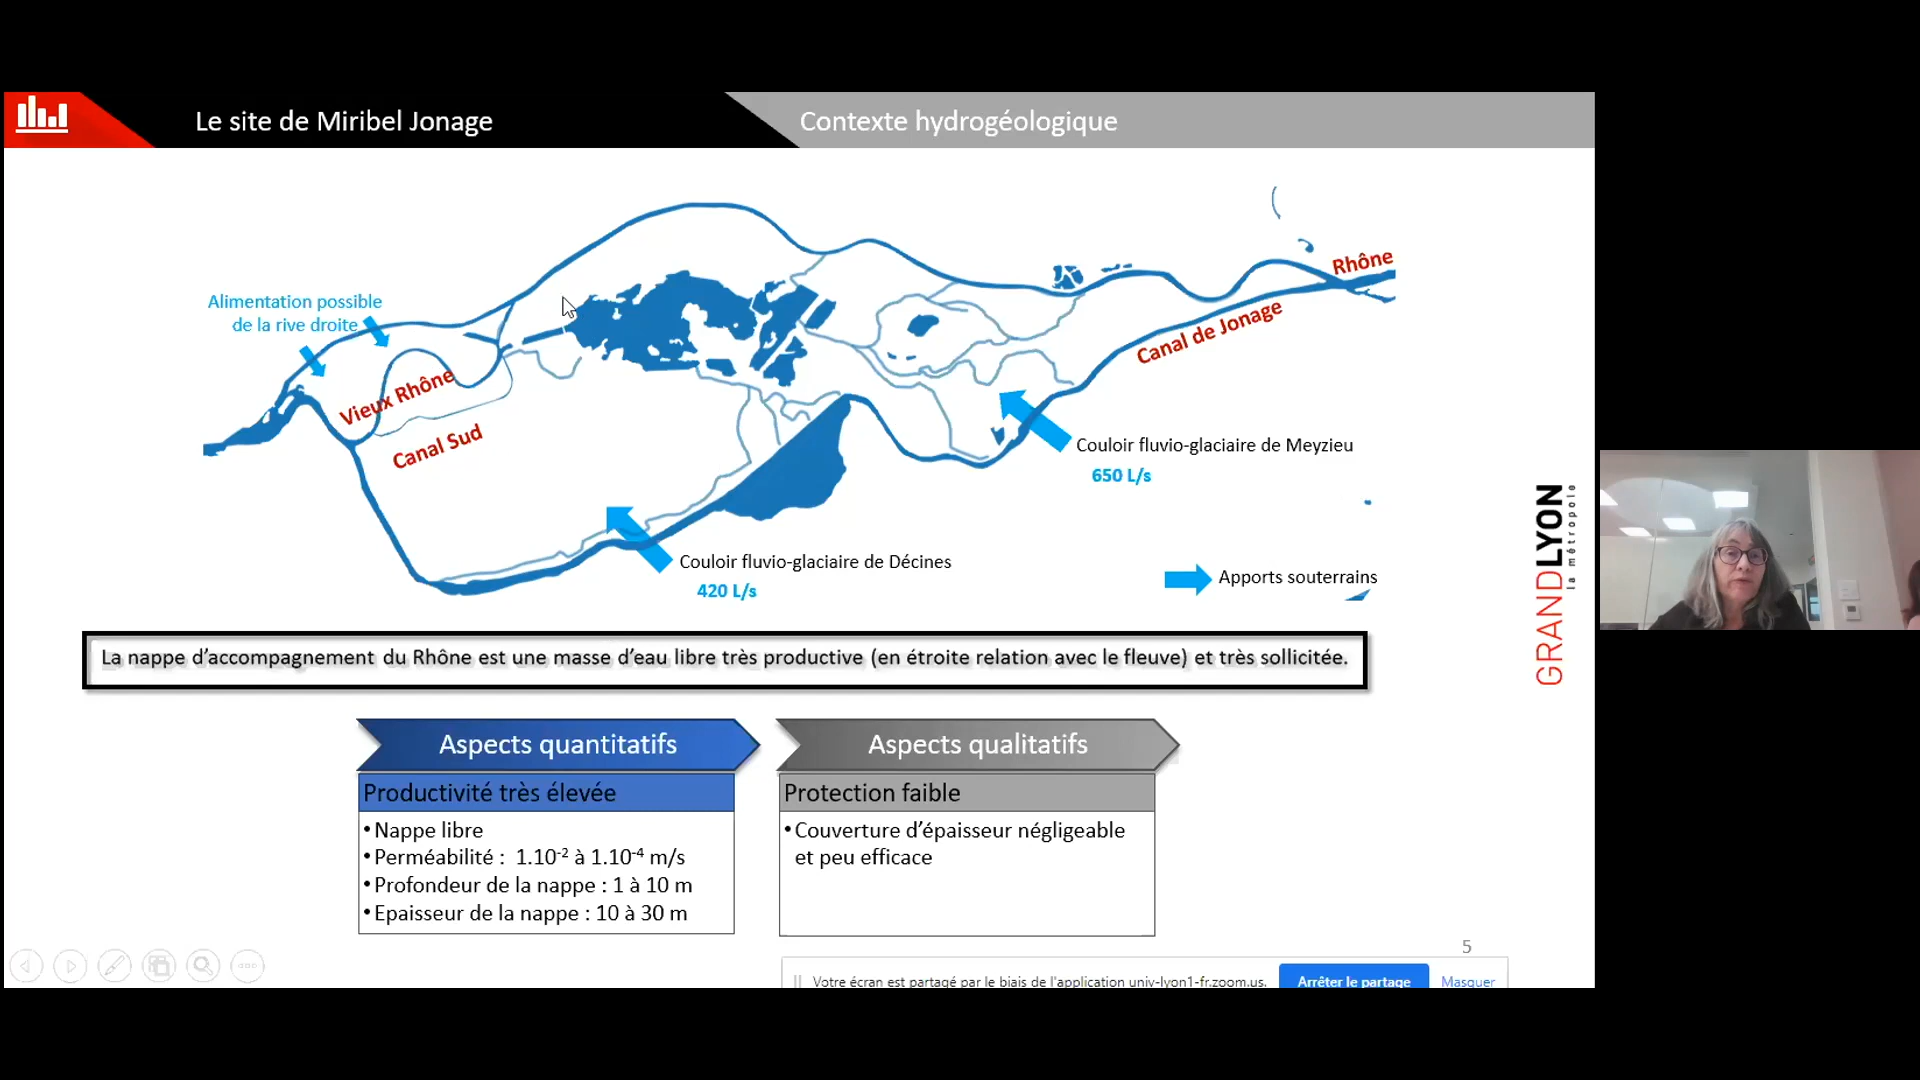 Le site de Miribel Jonage
Contexte hydrogéologique
Rhône
Alimentation possible
de la rive droite
Canal de Jonage
Vieux Rhône
Canal Sud
Couloir fluvio-glaciaire de Meyzieu
650 L/s
Couloir fluvio-glaciaire de Décines
420 L/s
Apports souterrains
GRANDLYON
la métropole
La nappe d’accompagnement du Rhône est une masse d’eau libre très productive (en étroite relation avec le fleuve) et très sollicitée.
Aspects quantitatifs
Productivité très élevée
•Nappe libre
•Perméabilité : 1.10⁻² à 1.10⁻⁴ m/s
•Profondeur de la nappe : 1 à 10 m
•Epaisseur de la nappe : 10 à 30 m
Aspects qualitatifs
Protection faible
•Couverture d’épaisseur négligeable
et peu efficace
5
Votre écran est partagé par le biais de l'application univ-lyon1-fr.zoom.us.
Arrêter le partage
Masquer